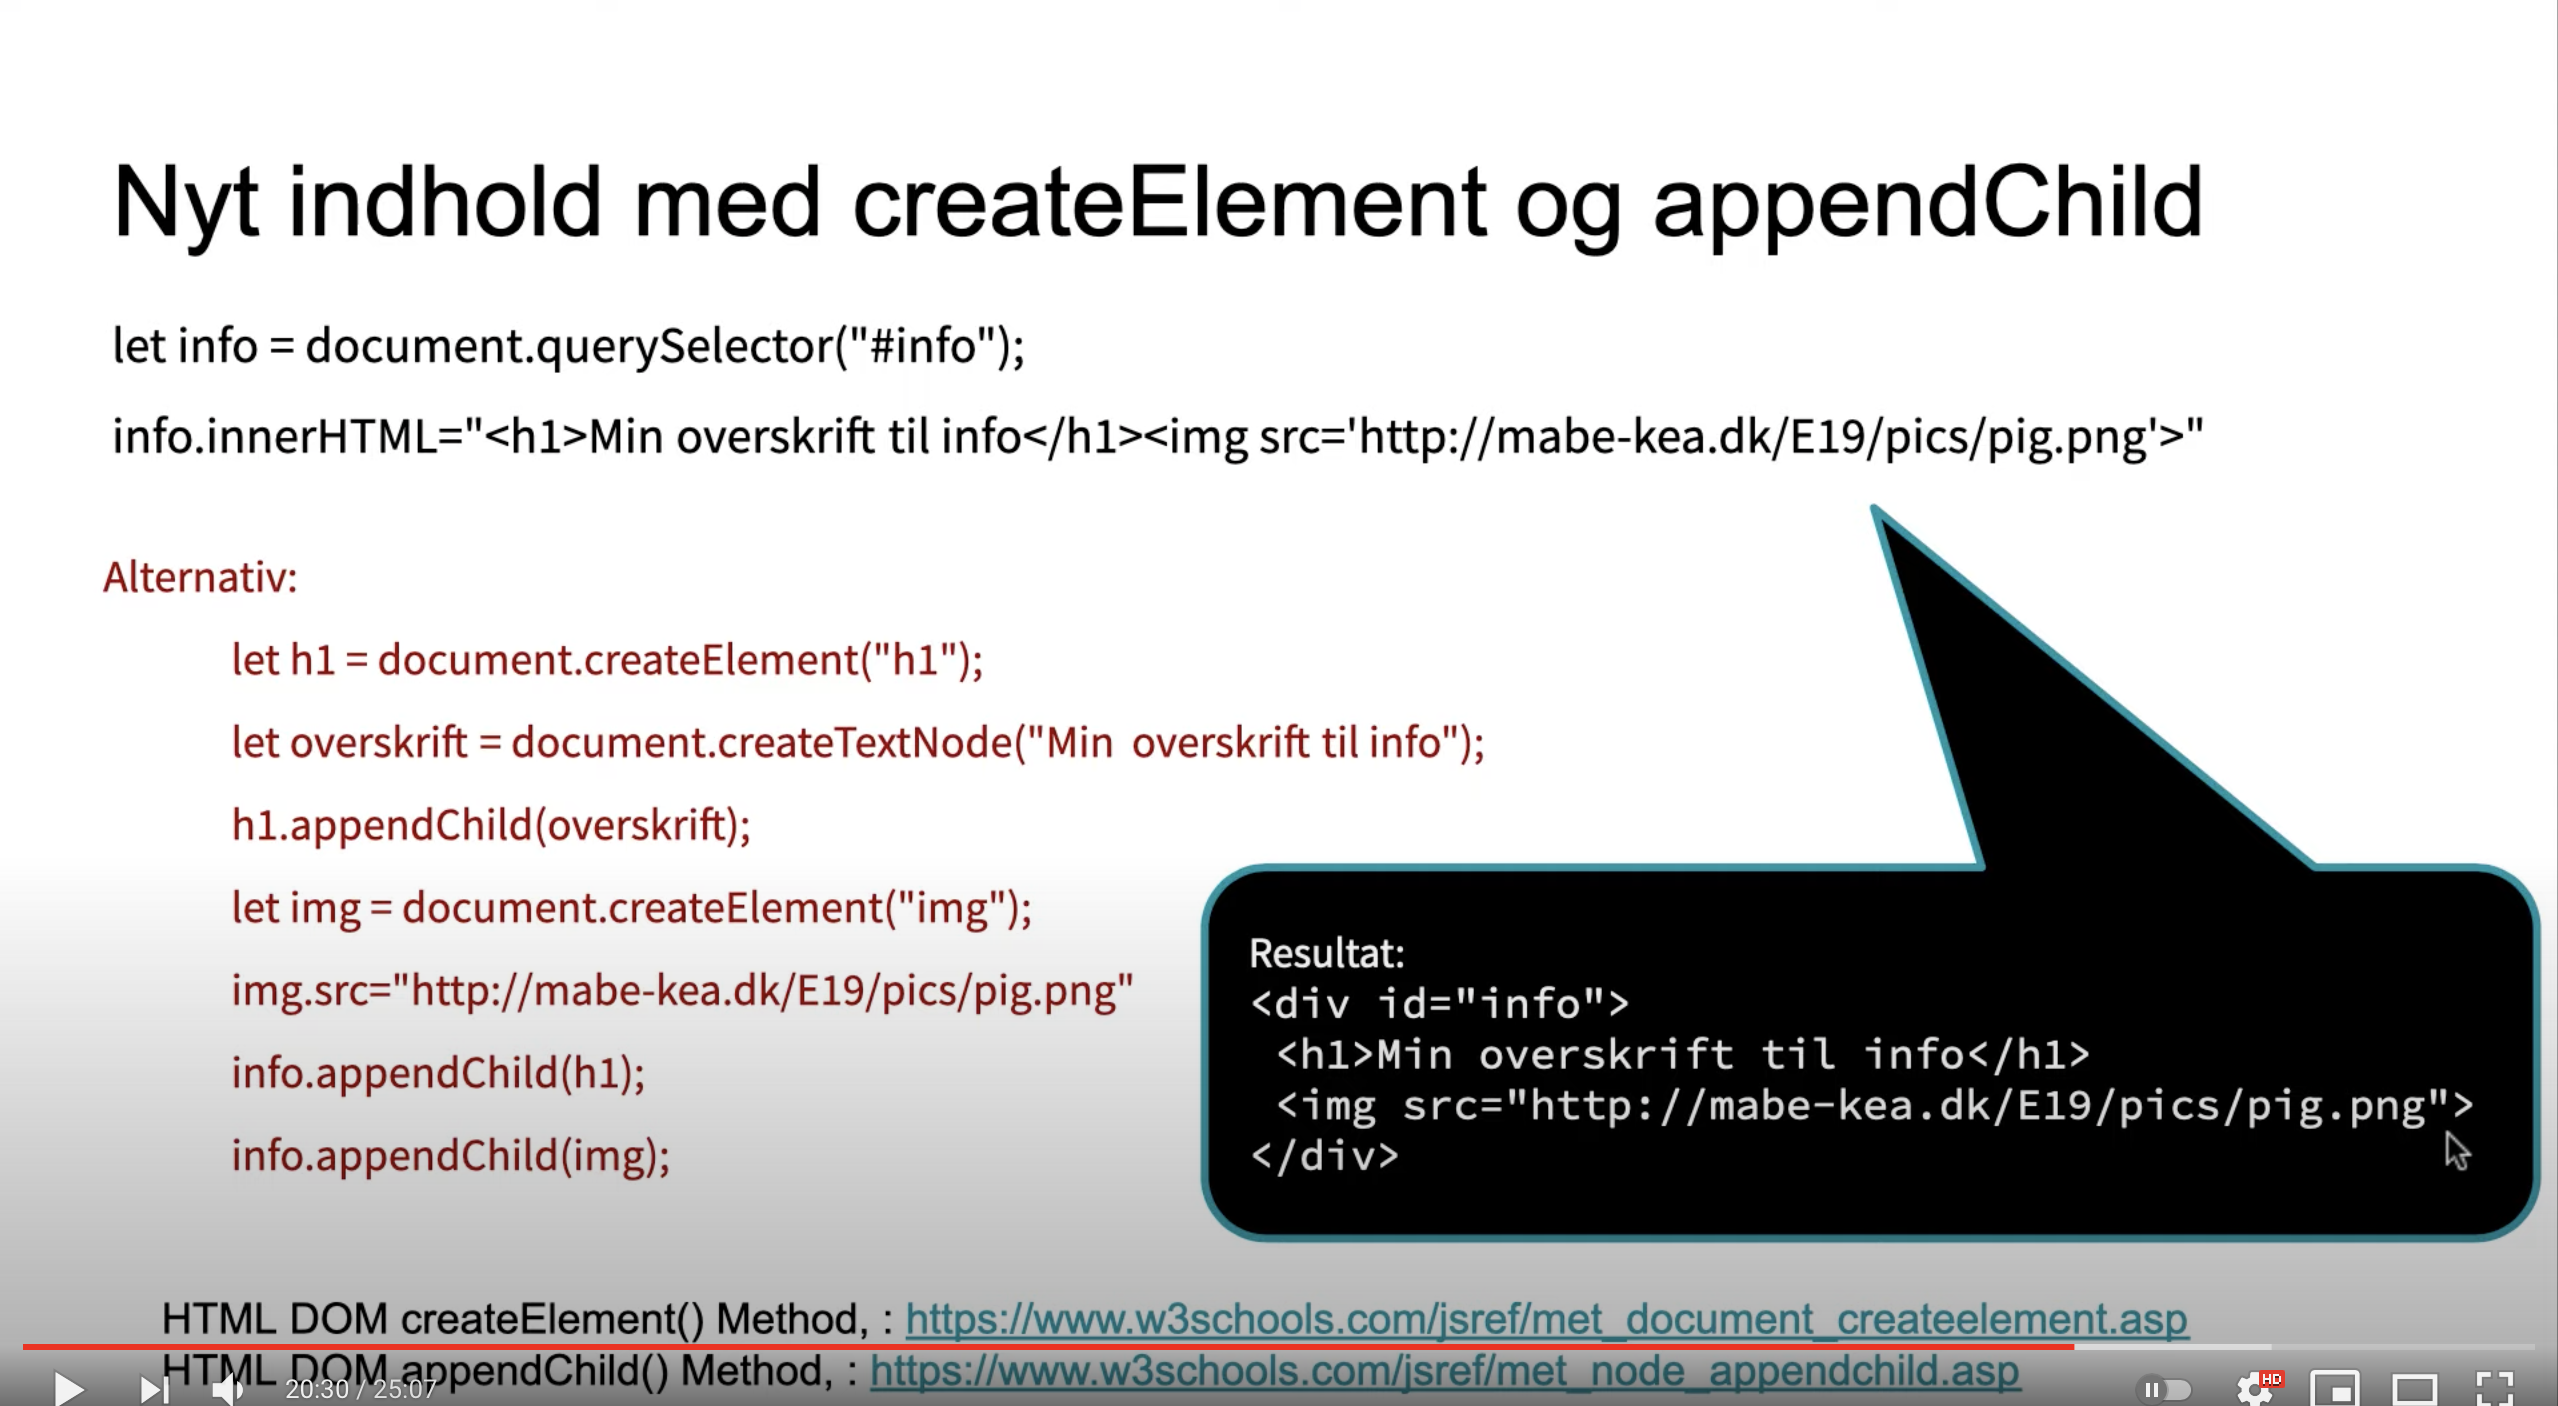 Nyt indhold med createElement og appendChild
let info = document.querySelector("#info");
info.innerHTML="<h1>Min overskrift til info</h1><img src='http://mabe-kea.dk/E19/pics/pig.png'>"
Alternativ:
let h1 = document.createElement("h1");
let overskrift = document.createTextNode("Min overskrift til info");
h1.appendChild(overskrift);
let img = document.createElement("img");
img.src="http://mabe-kea.dk/E19/pics/pig.png"
info.appendChild(h1);
info.appendChild(img);
Resultat:
<div id="info">
<h1>Min overskrift til info</h1>
<img src="http://mabe-kea.dk/E19/pics/pig.png">
</div>
HTML DOM createElement() Method, : https://www.w3schools.com/jsref/met_document_createelement.asp
HTML DOM appendChild() Method, : https://www.w3schools.com/jsref/met_node_appendchild.asp
20:30 / 25:07
HD